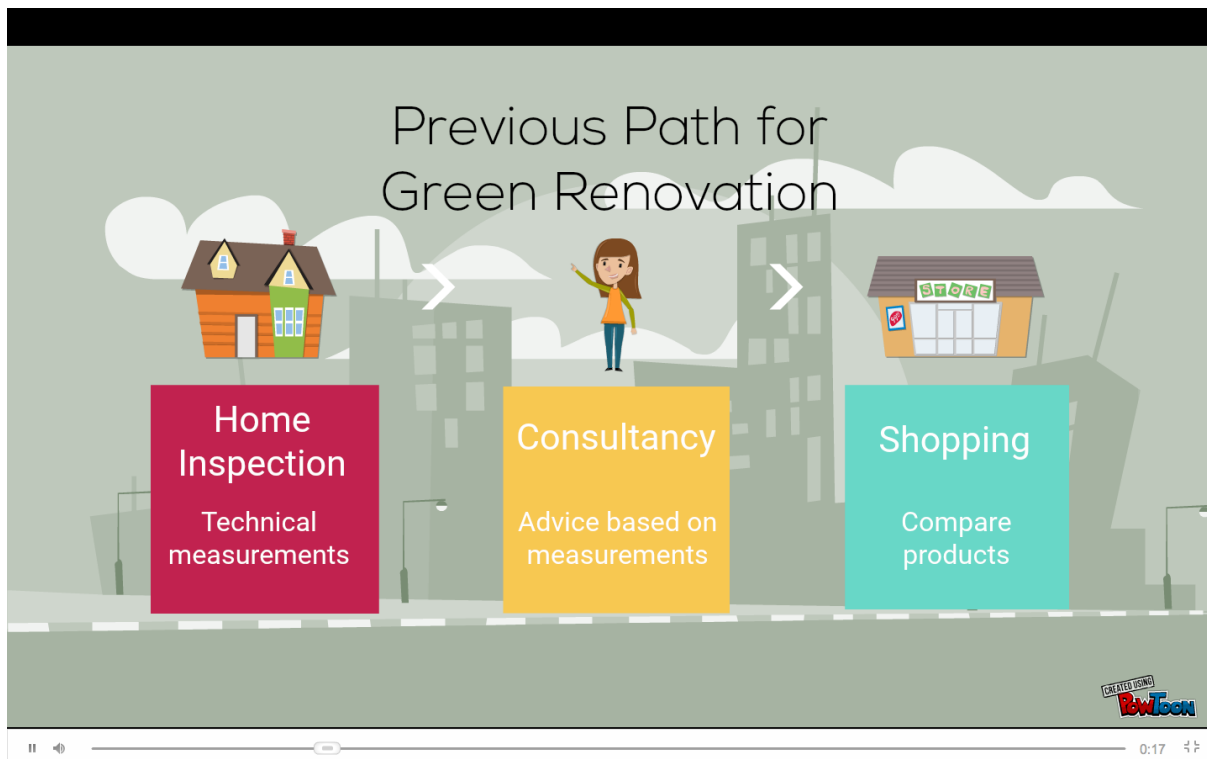 Previous Path for
Green Renovation
STORE
Home
Inspection
Technical
measurements
Consultancy
Advice based on
measurements
Shopping
Compare
products
CREATED USING
POWTOON
0:17